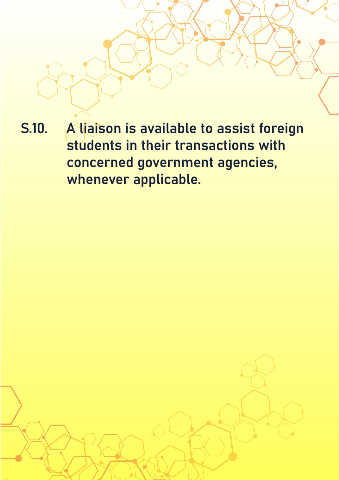 S.10. A liaison is available to assist foreign
students in their transactions with
concerned government agencies,
whenever applicable.